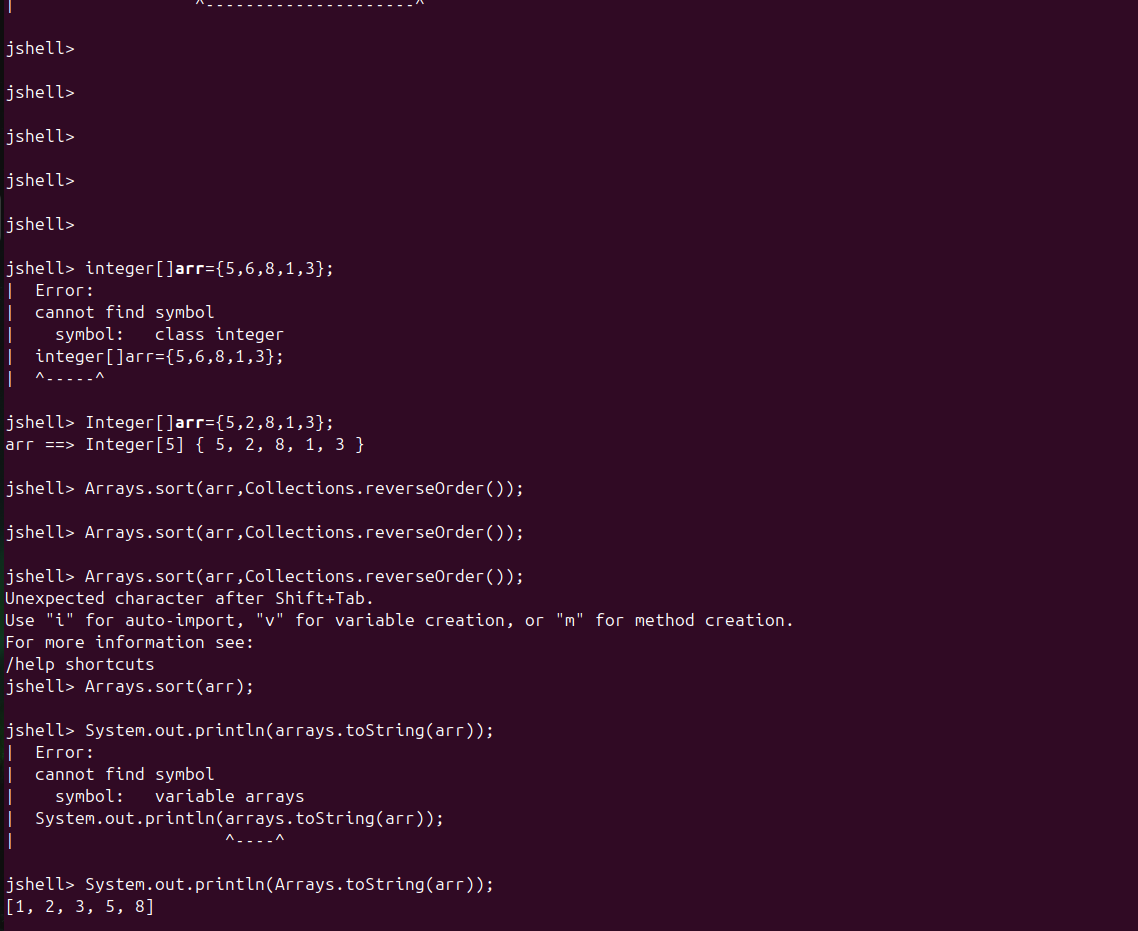 |                  ^---------------------^
jshell>
jshell>
jshell>
jshell>
jshell>
jshell> integer[]arr={5,6,8,1,3};
|  Error:
|  cannot find symbol
|    symbol:   class integer
|  integer[]arr={5,6,8,1,3};
|  ^-----^
jshell> Integer[]arr={5,2,8,1,3};
arr ==> Integer[5] { 5, 2, 8, 1, 3 }
jshell> Arrays.sort(arr,Collections.reverseOrder());
jshell> Arrays.sort(arr,Collections.reverseOrder());
jshell> Arrays.sort(arr,Collections.reverseOrder());
Unexpected character after Shift+Tab.
Use "i" for auto-import, "v" for variable creation, or "m" for method creation.
For more information see:
/help shortcuts
jshell> Arrays.sort(arr);
jshell> System.out.println(arrays.toString(arr));
|  Error:
|  cannot find symbol
|    symbol:   variable arrays
|  System.out.println(arrays.toString(arr));
|                     ^----^
jshell> System.out.println(Arrays.toString(arr));
[1, 2, 3, 5, 8]